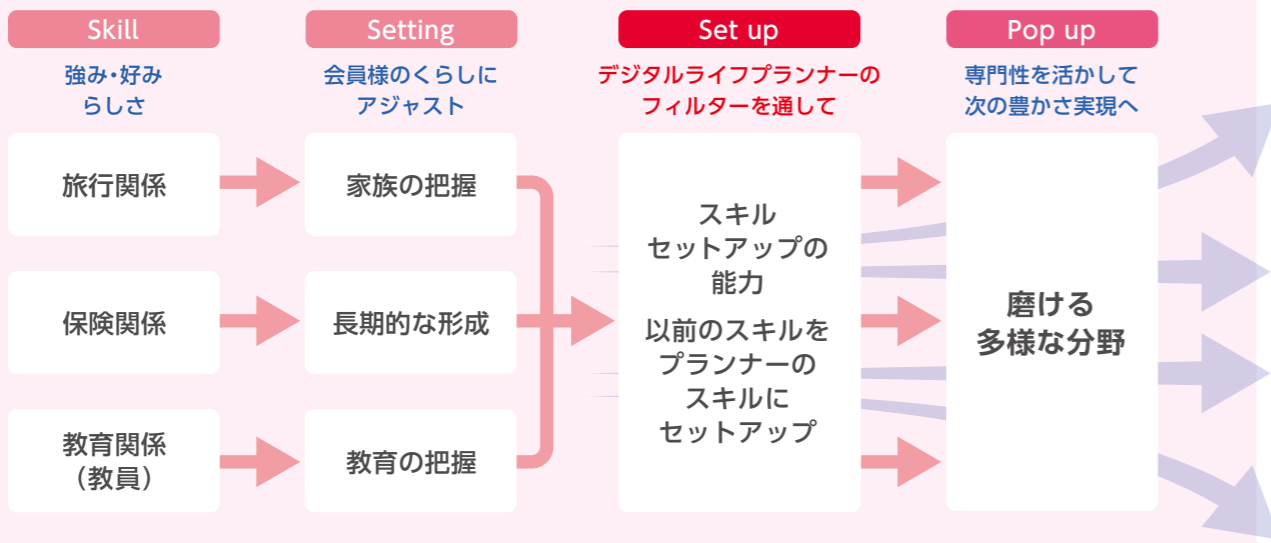 Skill
強み・好み
らしさ
旅行関係
保険関係
教育関係
（教員）
Setting
会員様のくらしに
アジャスト
家族の把握
長期的な形成
教育の把握
Set up
デジタルライフプランナーの
フィルターを通して
スキル
セットアップの
能力
以前のスキルを
プランナーの
スキルに
セットアップ
Pop up
専門性を活かして
次の豊かさ実現へ
磨ける
多様な分野